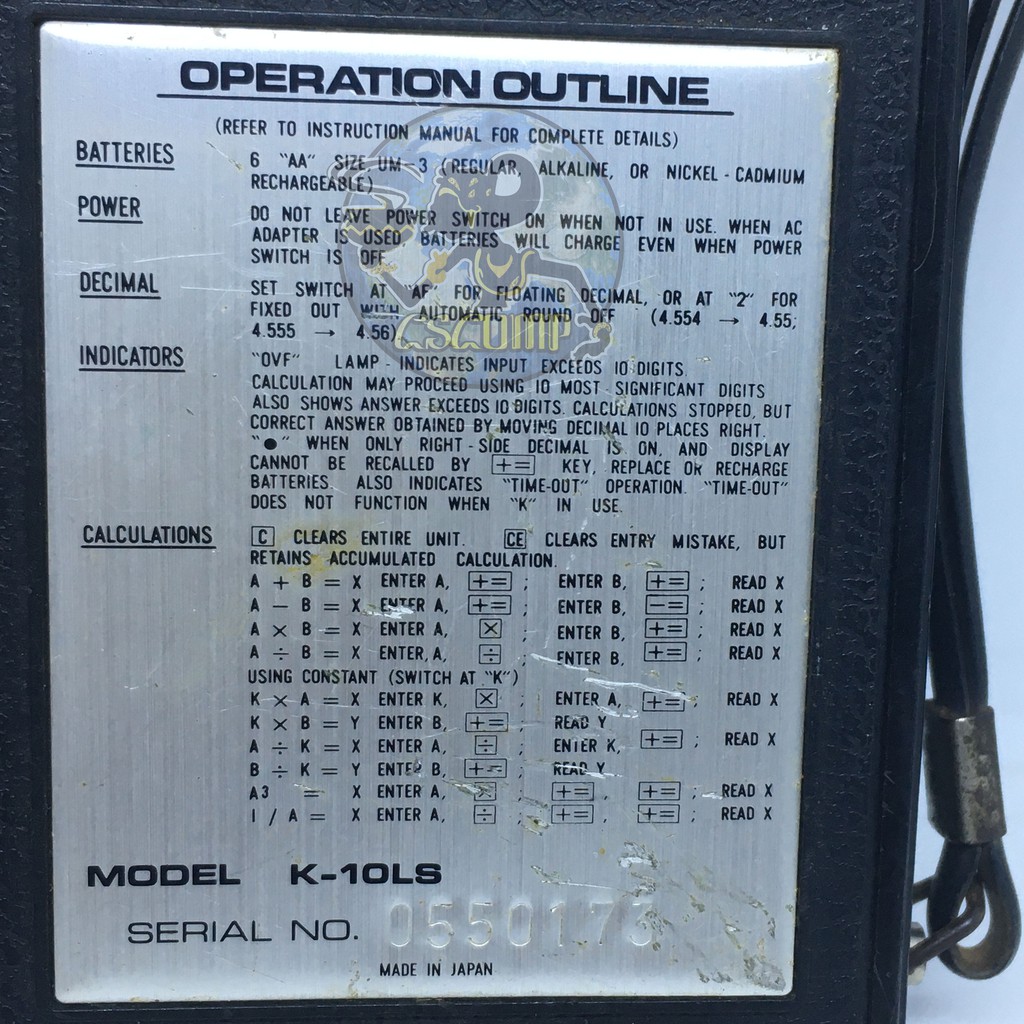 OPERATION OUTLINE
(REFER TO INSTRUCTION MANUAL FOR COMPLETE DETAILS)
BATTERIES 6 "AA" SIZE UM-3 (REGULAR, ALKALINE, OR NICKEL-CADMIUM
RECHARGEABLE)
POWER DO NOT LEAVE POWER SWITCH ON WHEN NOT IN USE. WHEN AC
ADAPTER IS USED BATTERIES WILL CHARGE EVEN WHEN POWER
SWITCH IS OFF.
DECIMAL SET SWITCH AT "AF" FOR FLOATING DECIMAL, OR AT "2" FOR
FIXED OUT WITH AUTOMATIC ROUND OFF (4.554 → 4.55;
4.555 → 4.56)
CSCOMP
INDICATORS "OVF" LAMP - INDICATES INPUT EXCEEDS 10 DIGITS.
CALCULATION MAY PROCEED USING 10 MOST SIGNIFICANT DIGITS
ALSO SHOWS ANSWER EXCEEDS 10 DIGITS. CALCULATIONS STOPPED, BUT
CORRECT ANSWER OBTAINED BY MOVING DECIMAL 10 PLACES RIGHT.
"●" WHEN ONLY RIGHT-SIDE DECIMAL IS ON, AND DISPLAY
CANNOT BE RECALLED BY += KEY, REPLACE OR RECHARGE
BATTERIES. ALSO INDICATES "TIME-OUT" OPERATION. "TIME-OUT"
DOES NOT FUNCTION WHEN "K" IN USE.
CALCULATIONS C CLEARS ENTIRE UNIT. CE CLEARS ENTRY MISTAKE, BUT
RETAINS ACCUMULATED CALCULATION.
A + B = X ENTER A, += ; ENTER B, += ; READ X
A − B = X ENTER A, += ; ENTER B, −= ; READ X
A × B = X ENTER A, × ; ENTER B, += ; READ X
A ÷ B = X ENTER, A, ÷ ; ENTER B, += ; READ X
USING CONSTANT (SWITCH AT "K")
K × A = X ENTER K, × ; ENTER A, += ; READ X
K × B = Y ENTER B, += ; READ Y
A ÷ K = X ENTER A, ÷ ; ENTER K, += ; READ X
B ÷ K = Y ENTER B, += ; READ Y
A3 = X ENTER A, × ; += , += ; READ X
1 / A = X ENTER A, ÷ ; += , += ; READ X
MODEL K-10LS
SERIAL NO. 0550173
MADE IN JAPAN